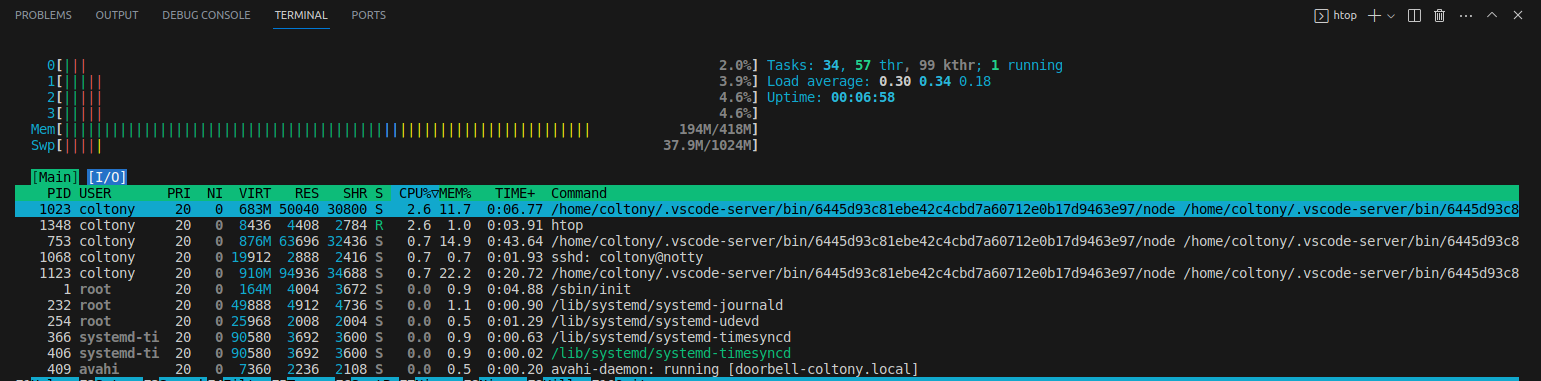 PROBLEMS OUTPUT DEBUG CONSOLE TERMINAL PORTS htop
0[||| 2.0%] Tasks: 34, 57 thr, 99 kthr; 1 running
1[||||| 3.9%] Load average: 0.30 0.34 0.18
2[||||| 4.6%] Uptime: 00:06:58
3[||||| 4.6%]
Mem[|||||||||||||||||||||||||||||||||||||||||||||||||||||||||||||||||| 194M/418M]
Swp[||||| 37.9M/1024M]
[Main] [I/O]
PID USER PRI NI VIRT RES SHR S CPU%▽MEM% TIME+ Command
1023 coltony 20 0 683M 50040 30800 S 2.6 11.7 0:06.77 /home/coltony/.vscode-server/bin/6445d93c81ebe42c4cbd7a60712e0b17d9463e97/node /home/coltony/.vscode-server/bin/6445d93c8
1348 coltony 20 0 8436 4408 2784 R 2.6 1.0 0:03.91 htop
753 coltony 20 0 876M 63696 32436 S 0.7 14.9 0:43.64 /home/coltony/.vscode-server/bin/6445d93c81ebe42c4cbd7a60712e0b17d9463e97/node /home/coltony/.vscode-server/bin/6445d93c8
1068 coltony 20 0 19912 2888 2416 S 0.7 0.7 0:01.93 sshd: coltony@notty
1123 coltony 20 0 910M 94936 34688 S 0.7 22.2 0:20.72 /home/coltony/.vscode-server/bin/6445d93c81ebe42c4cbd7a60712e0b17d9463e97/node /home/coltony/.vscode-server/bin/6445d93c8
1 root 20 0 164M 4004 3672 S 0.0 0.9 0:04.88 /sbin/init
232 root 20 0 49888 4912 4736 S 0.0 1.1 0:00.90 /lib/systemd/systemd-journald
254 root 20 0 25968 2008 2004 S 0.0 0.5 0:01.29 /lib/systemd/systemd-udevd
366 systemd-ti 20 0 90580 3692 3600 S 0.0 0.9 0:00.63 /lib/systemd/systemd-timesyncd
406 systemd-ti 20 0 90580 3692 3600 S 0.0 0.9 0:00.02 /lib/systemd/systemd-timesyncd
409 avahi 20 0 7360 2236 2108 S 0.0 0.5 0:00.20 avahi-daemon: running [doorbell-coltony.local]